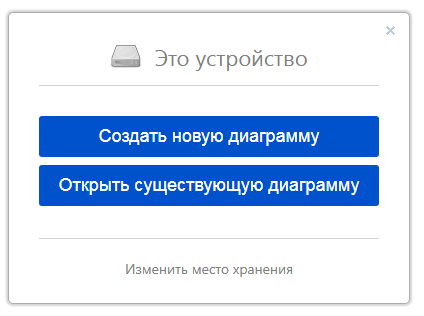 Это устройство
Создать новую диаграмму
Открыть существующую диаграмму
Изменить место хранения